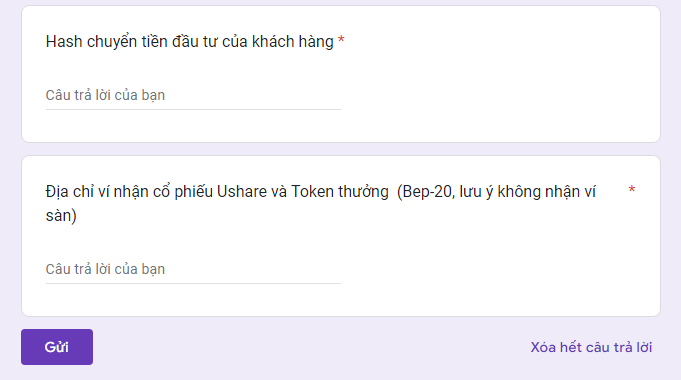 Hash chuyển tiền đầu tư của khách hàng *
Câu trả lời của bạn
Địa chỉ ví nhận cổ phiếu Ushare và Token thưởng (Bep-20, lưu ý không nhận ví *
sàn)
Câu trả lời của bạn
Gửi
Xóa hết câu trả lời